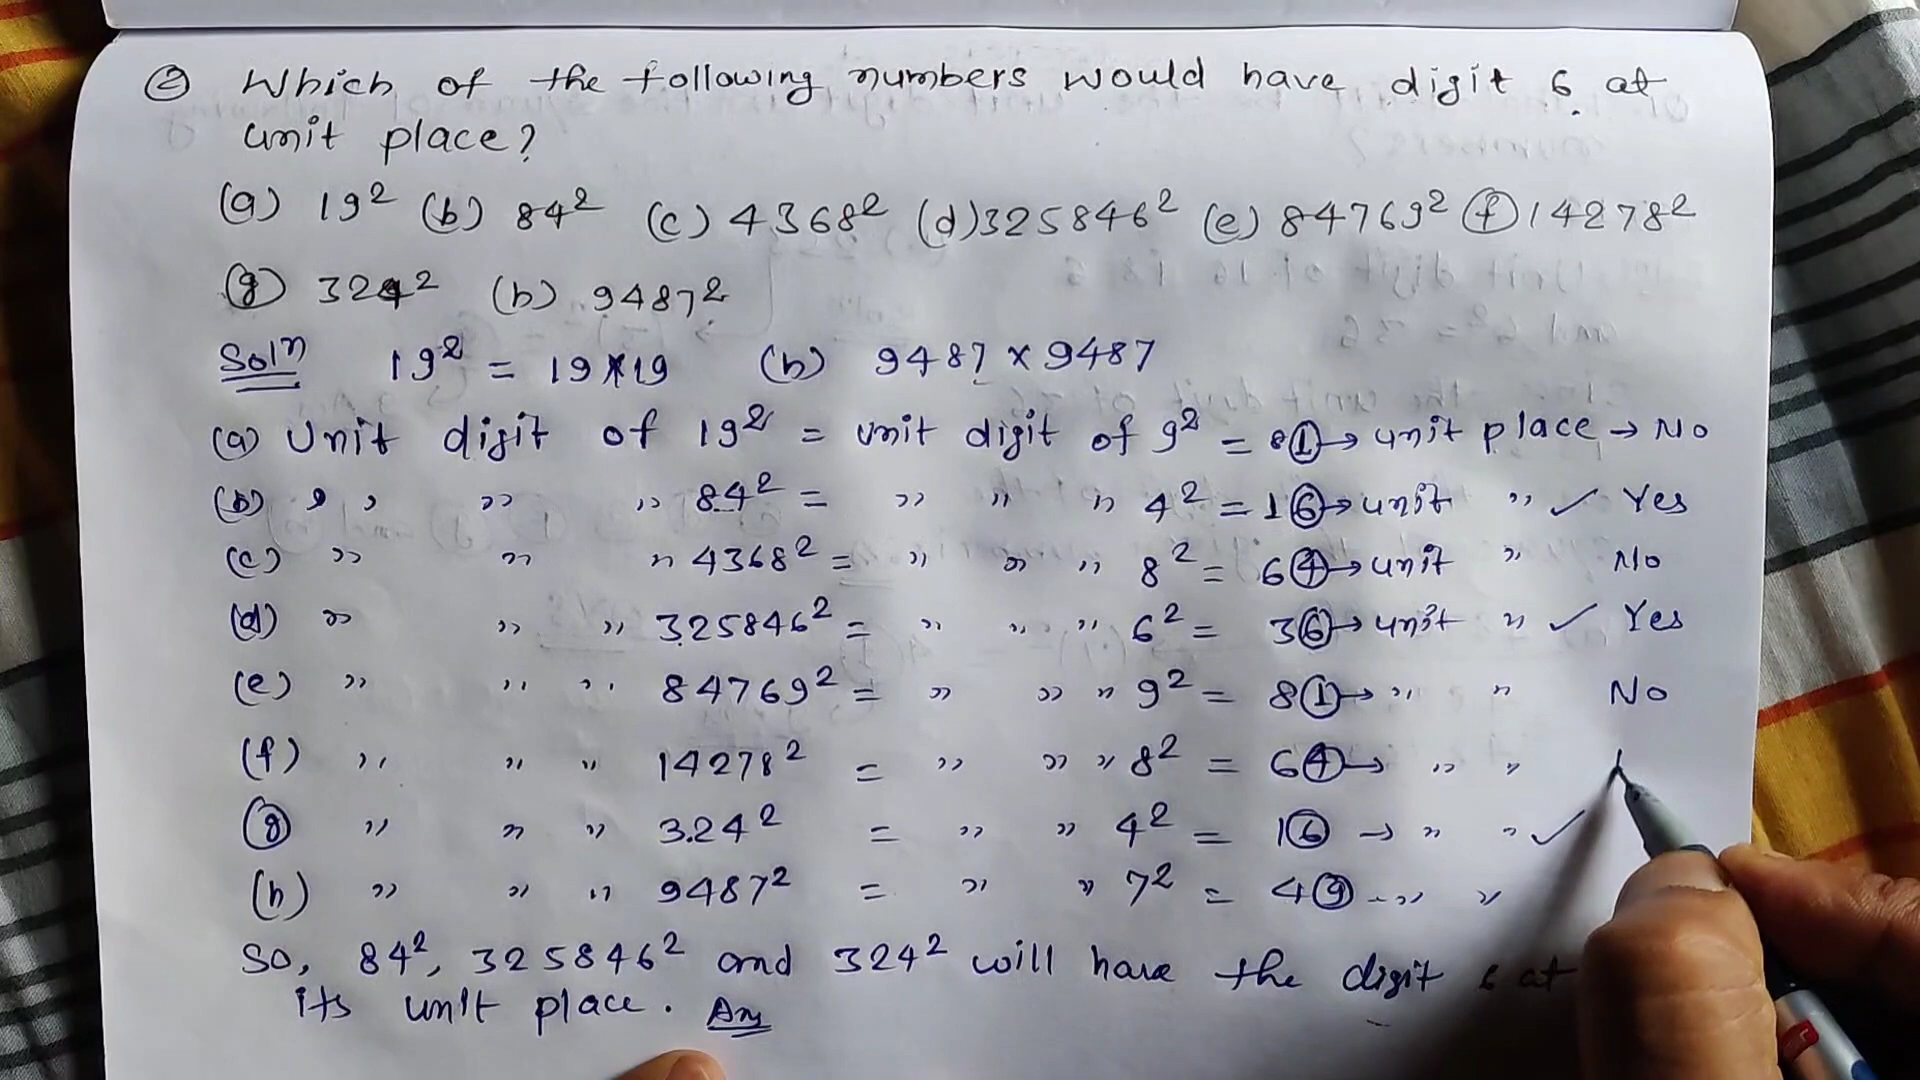 ② Which of the following numbers would have digit 6 at
unit place?
(a) 19² (b) 84² (c) 4368² (d) 325846² (e) 84769² (f) 14278²
(g) 324² (h) 9487²
Solⁿ 19² = 19×19 (h) 9487 × 9487
(a) Unit digit of 19² = unit digit of 9² = 81 → unit place → No
(b) ,, ,, ,, 84² = ,, ,, ,, 4² = 16 → unit ,, ✓ Yes
(c) ,, ,, ,, 4368² = ,, ,, ,, 8² = 64 → unit ,, No
(d) ,, ,, ,, 325846² = ,, ,, ,, 6² = 36 → unit ,, ✓ Yes
(e) ,, ,, ,, 84769² = ,, ,, ,, 9² = 81 → ,, ,, No
(f) ,, ,, ,, 14278² = ,, ,, ,, 8² = 64 → ,, ,,
(g) ,, ,, ,, 3.24² = ,, ,, 4² = 16 → ,, ,, ✓
(h) ,, ,, ,, 9487² = ,, ,, 7² = 49 → ,, ,,
So, 84², 325846² and 324² will have the digit 6 at
its unit place. Ans